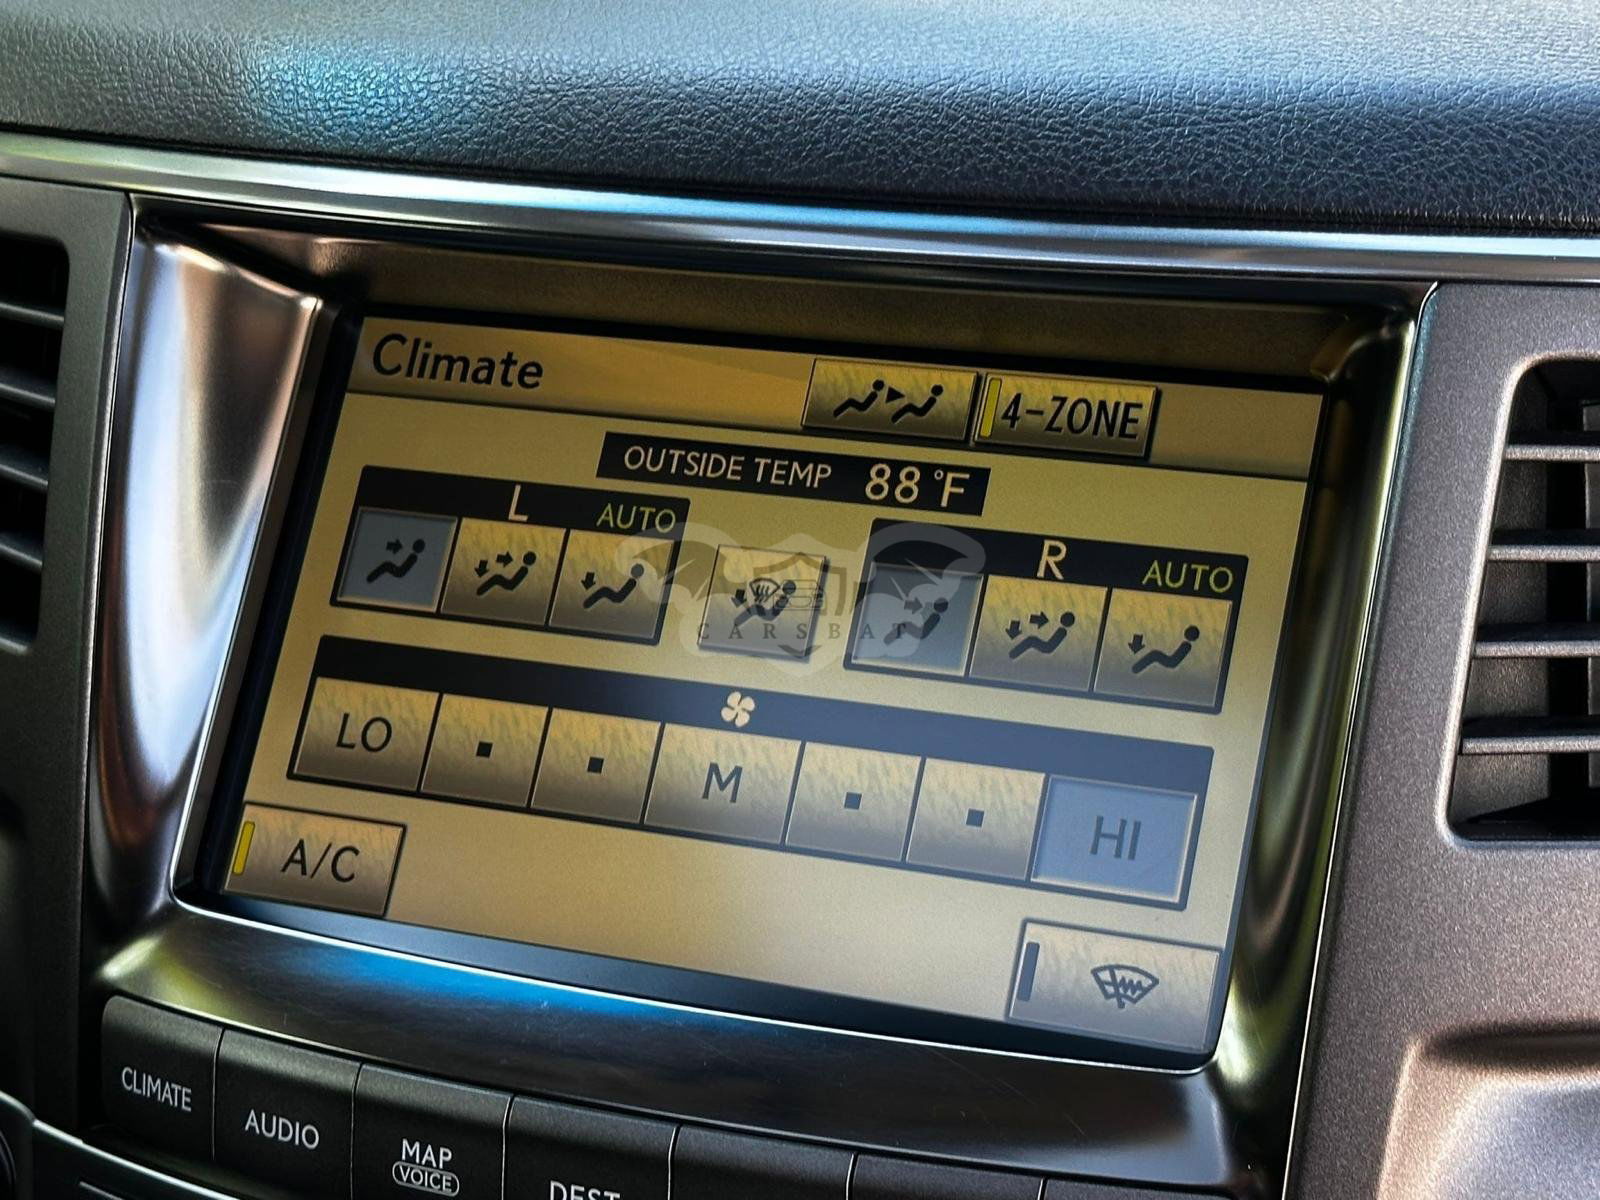 Climate
4-ZONE
OUTSIDE TEMP 88°F
L AUTO
R AUTO
CARSBAT
LO M HI
A/C
CLIMATE
AUDIO
MAP
VOICE
DEST